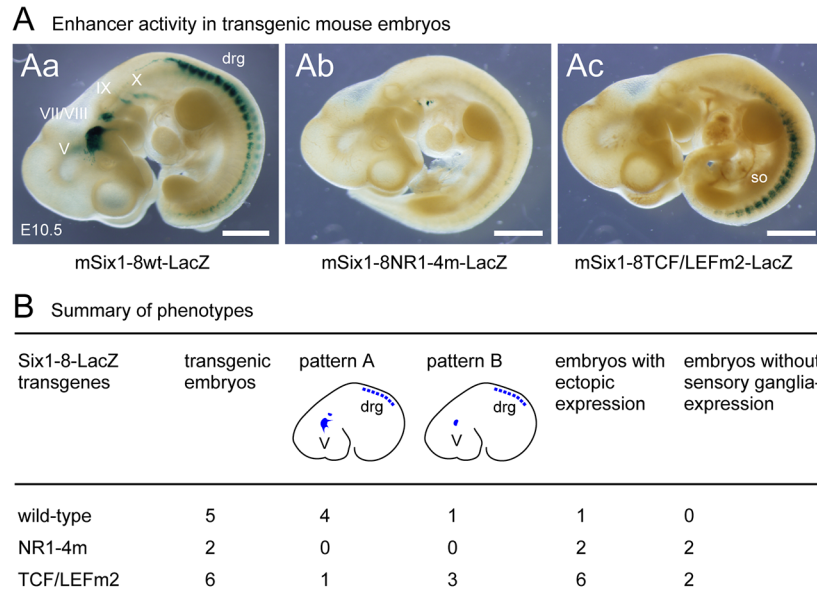 A Enhancer activity in transgenic mouse embryos
Aa
drg
X
IX
VII/VIII
V
E10.5
Ab
Ac
so
mSix1-8wt-LacZ
mSix1-8NR1-4m-LacZ
mSix1-8TCF/LEFm2-LacZ
B Summary of phenotypes
Six1-8-LacZ transgenic pattern A pattern B embryos with embryos without
transgenes embryos ectopic sensory ganglia-
expression expression
drg
V
drg
V
wild-type 5 4 1 1 0
NR1-4m 2 0 0 2 2
TCF/LEFm2 6 1 3 6 2